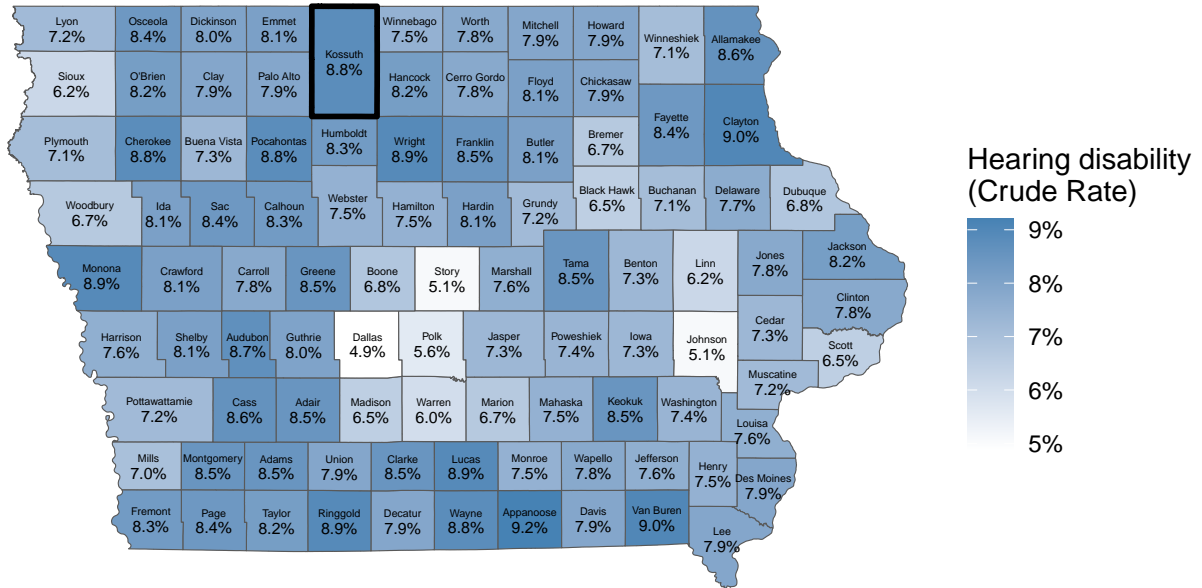 Lyon
7.2%
Osceola
8.4%
Dickinson
8.0%
Emmet
8.1%
Kossuth
8.8%
Winnebago
7.5%
Worth
7.8%
Mitchell
7.9%
Howard
7.9%
Winneshiek
7.1%
Allamakee
8.6%
Sioux
6.2%
O'Brien
8.2%
Clay
7.9%
Palo Alto
7.9%
Hancock
8.2%
Cerro Gordo
7.8%
Floyd
8.1%
Chickasaw
7.9%
Fayette
8.4%
Clayton
9.0%
Plymouth
7.1%
Cherokee
8.8%
Buena Vista
7.3%
Pocahontas
8.8%
Humboldt
8.3%
Wright
8.9%
Franklin
8.5%
Butler
8.1%
Bremer
6.7%
Woodbury
6.7%
Ida
8.1%
Sac
8.4%
Calhoun
8.3%
Webster
7.5%
Hamilton
7.5%
Hardin
8.1%
Grundy
7.2%
Black Hawk
6.5%
Buchanan
7.1%
Delaware
7.7%
Dubuque
6.8%
Monona
8.9%
Crawford
8.1%
Carroll
7.8%
Greene
8.5%
Boone
6.8%
Story
5.1%
Marshall
7.6%
Tama
8.5%
Benton
7.3%
Linn
6.2%
Jones
7.8%
Jackson
8.2%
Clinton
7.8%
Harrison
7.6%
Shelby
8.1%
Audubon
8.7%
Guthrie
8.0%
Dallas
4.9%
Polk
5.6%
Jasper
7.3%
Poweshiek
7.4%
Iowa
7.3%
Johnson
5.1%
Cedar
7.3%
Scott
6.5%
Muscatine
7.2%
Pottawattamie
7.2%
Cass
8.6%
Adair
8.5%
Madison
6.5%
Warren
6.0%
Marion
6.7%
Mahaska
7.5%
Keokuk
8.5%
Washington
7.4%
Louisa
7.6%
Mills
7.0%
Montgomery
8.5%
Adams
8.5%
Union
7.9%
Clarke
8.5%
Lucas
8.9%
Monroe
7.5%
Wapello
7.8%
Jefferson
7.6%
Henry
7.5%
Des Moines
7.9%
Fremont
8.3%
Page
8.4%
Taylor
8.2%
Ringgold
8.9%
Decatur
7.9%
Wayne
8.8%
Appanoose
9.2%
Davis
7.9%
Van Buren
9.0%
Lee
7.9%
Hearing disability
(Crude Rate)
9%
8%
7%
6%
5%